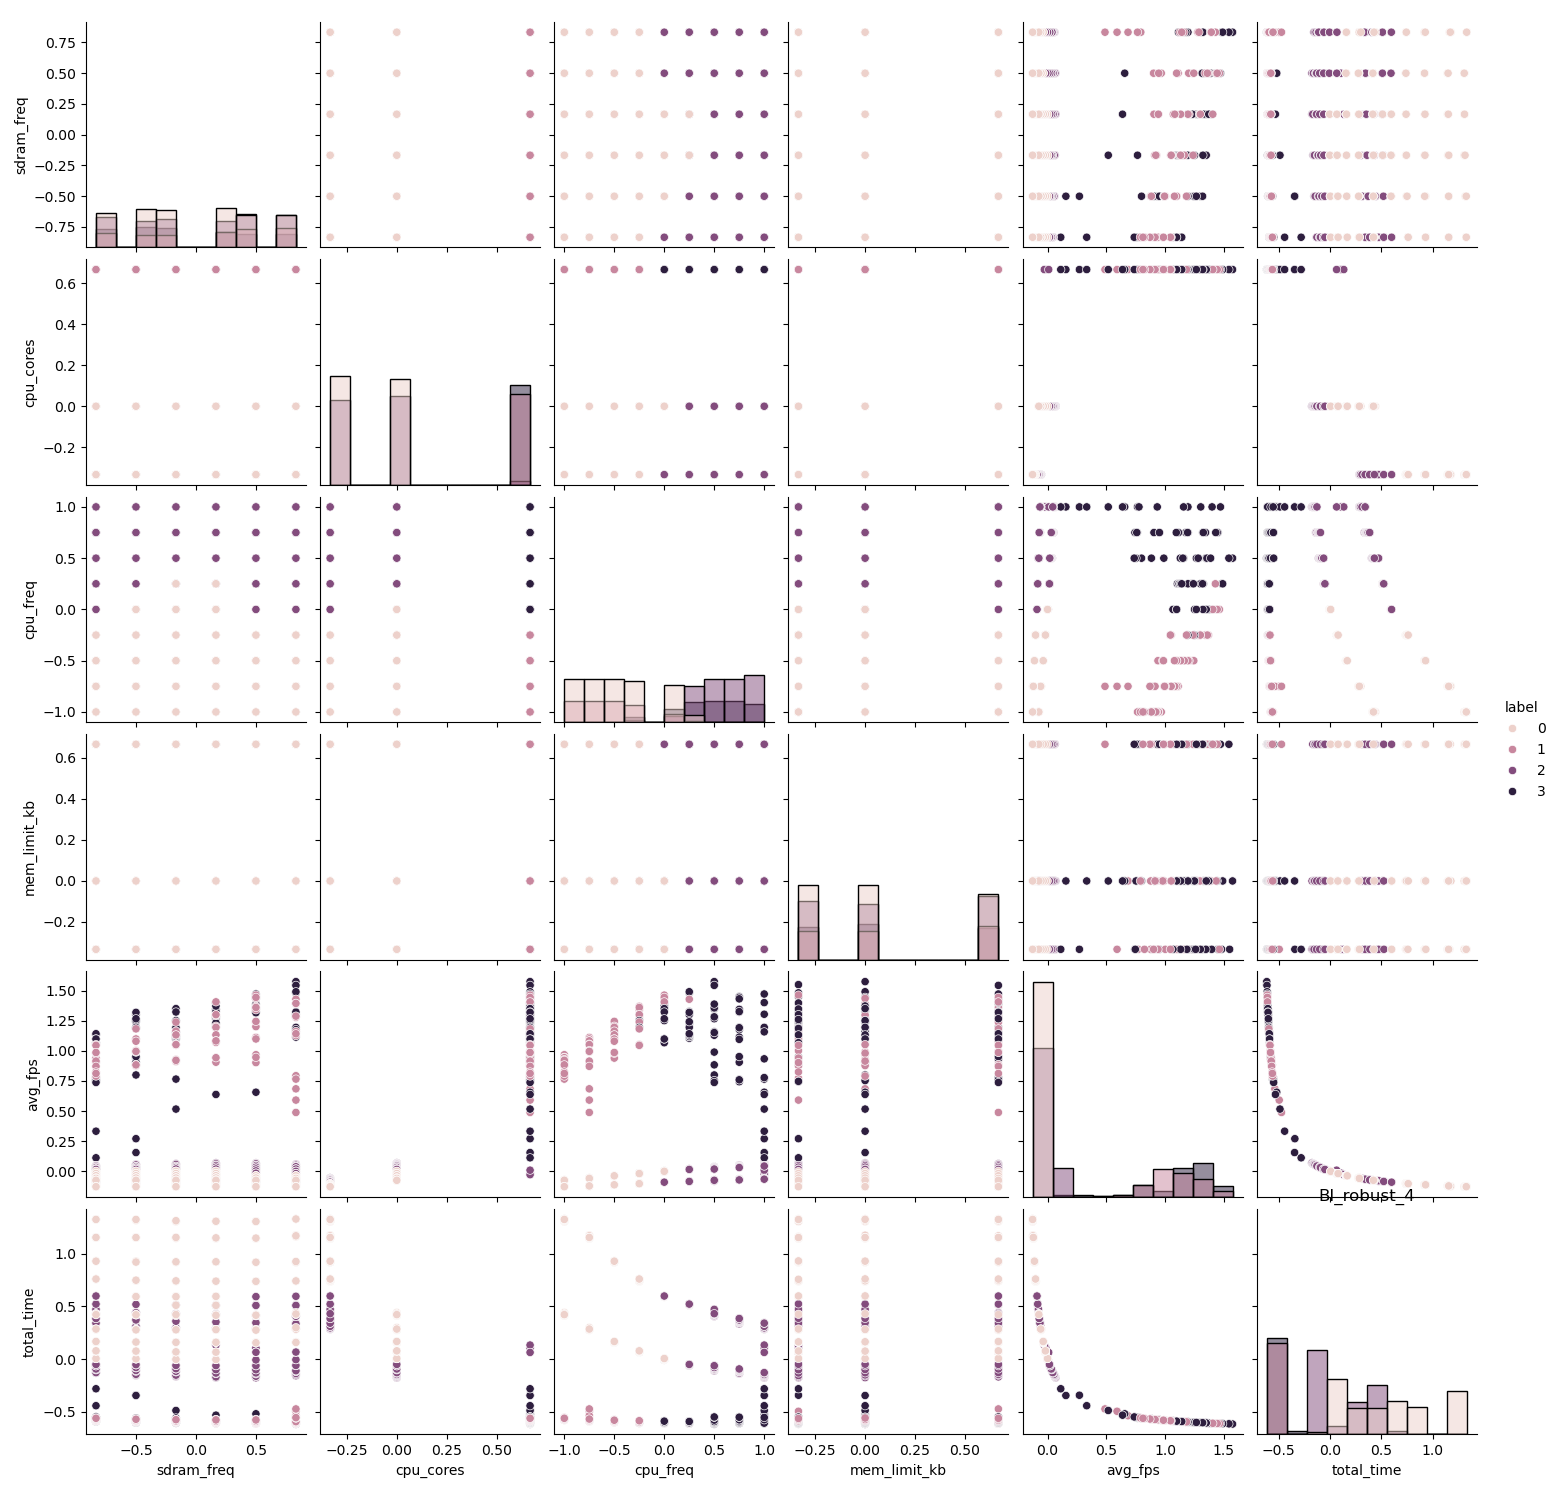 0.75
0.50
0.25
0.00
−0.25
−0.50
−0.75
sdram_freq
0.6
0.4
0.2
0.0
−0.2
cpu_cores
1.0
0.5
0.0
−0.5
−1.0
cpu_freq
label
0
1
2
3
0.6
0.4
0.2
0.0
−0.2
mem_limit_kb
1.50
1.25
1.00
0.75
0.50
0.25
0.00
avg_fps
BJ_robust_4
1.0
0.5
0.0
−0.5
total_time
−0.5 0.0 0.5
−0.25 0.00 0.25 0.50
−1.0 −0.5 0.0 0.5 1.0
−0.25 0.00 0.25 0.50
0.0 0.5 1.0 1.5
−0.5 0.0 0.5 1.0
sdram_freq
cpu_cores
cpu_freq
mem_limit_kb
avg_fps
total_time